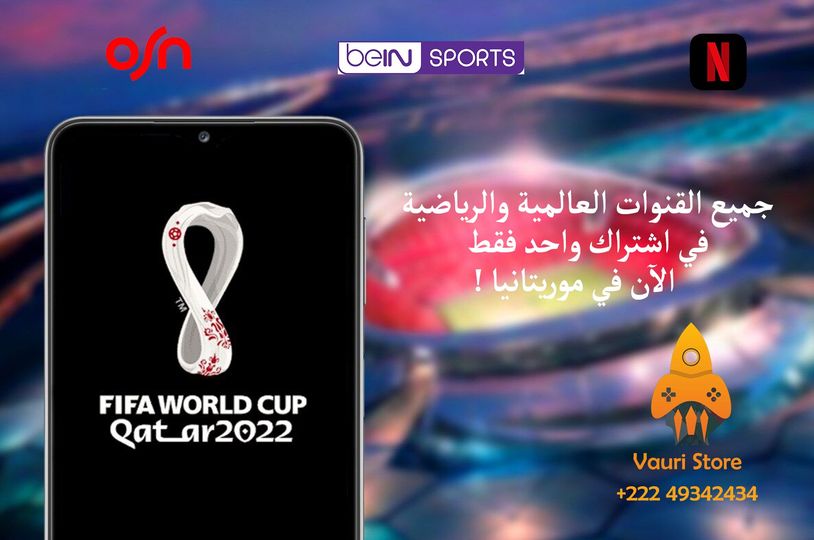 osn
beIN SPORTS
N
جميع القنوات العالمية والرياضية
في اشتراك واحد فقط
الآن في موريتانيا !
TM
FIFA WORLD CUP
Qatar2022
Vauri Store
+222 49342434